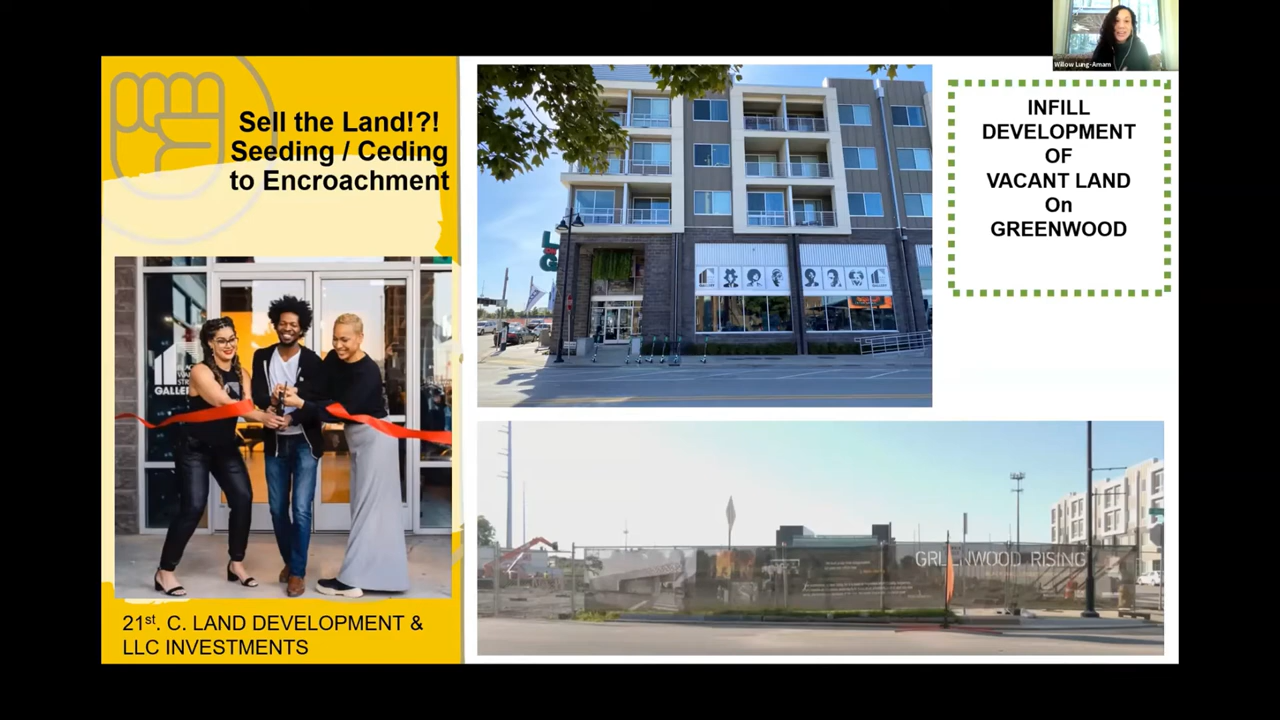 Willow Lung-Amam
Sell the Land!?!
Seeding / Ceding
to Encroachment
INFILL
DEVELOPMENT
OF
VACANT LAND
On
GREENWOOD
GALLERY
GREENWOOD RISING
21st. C. LAND DEVELOPMENT &
LLC INVESTMENTS